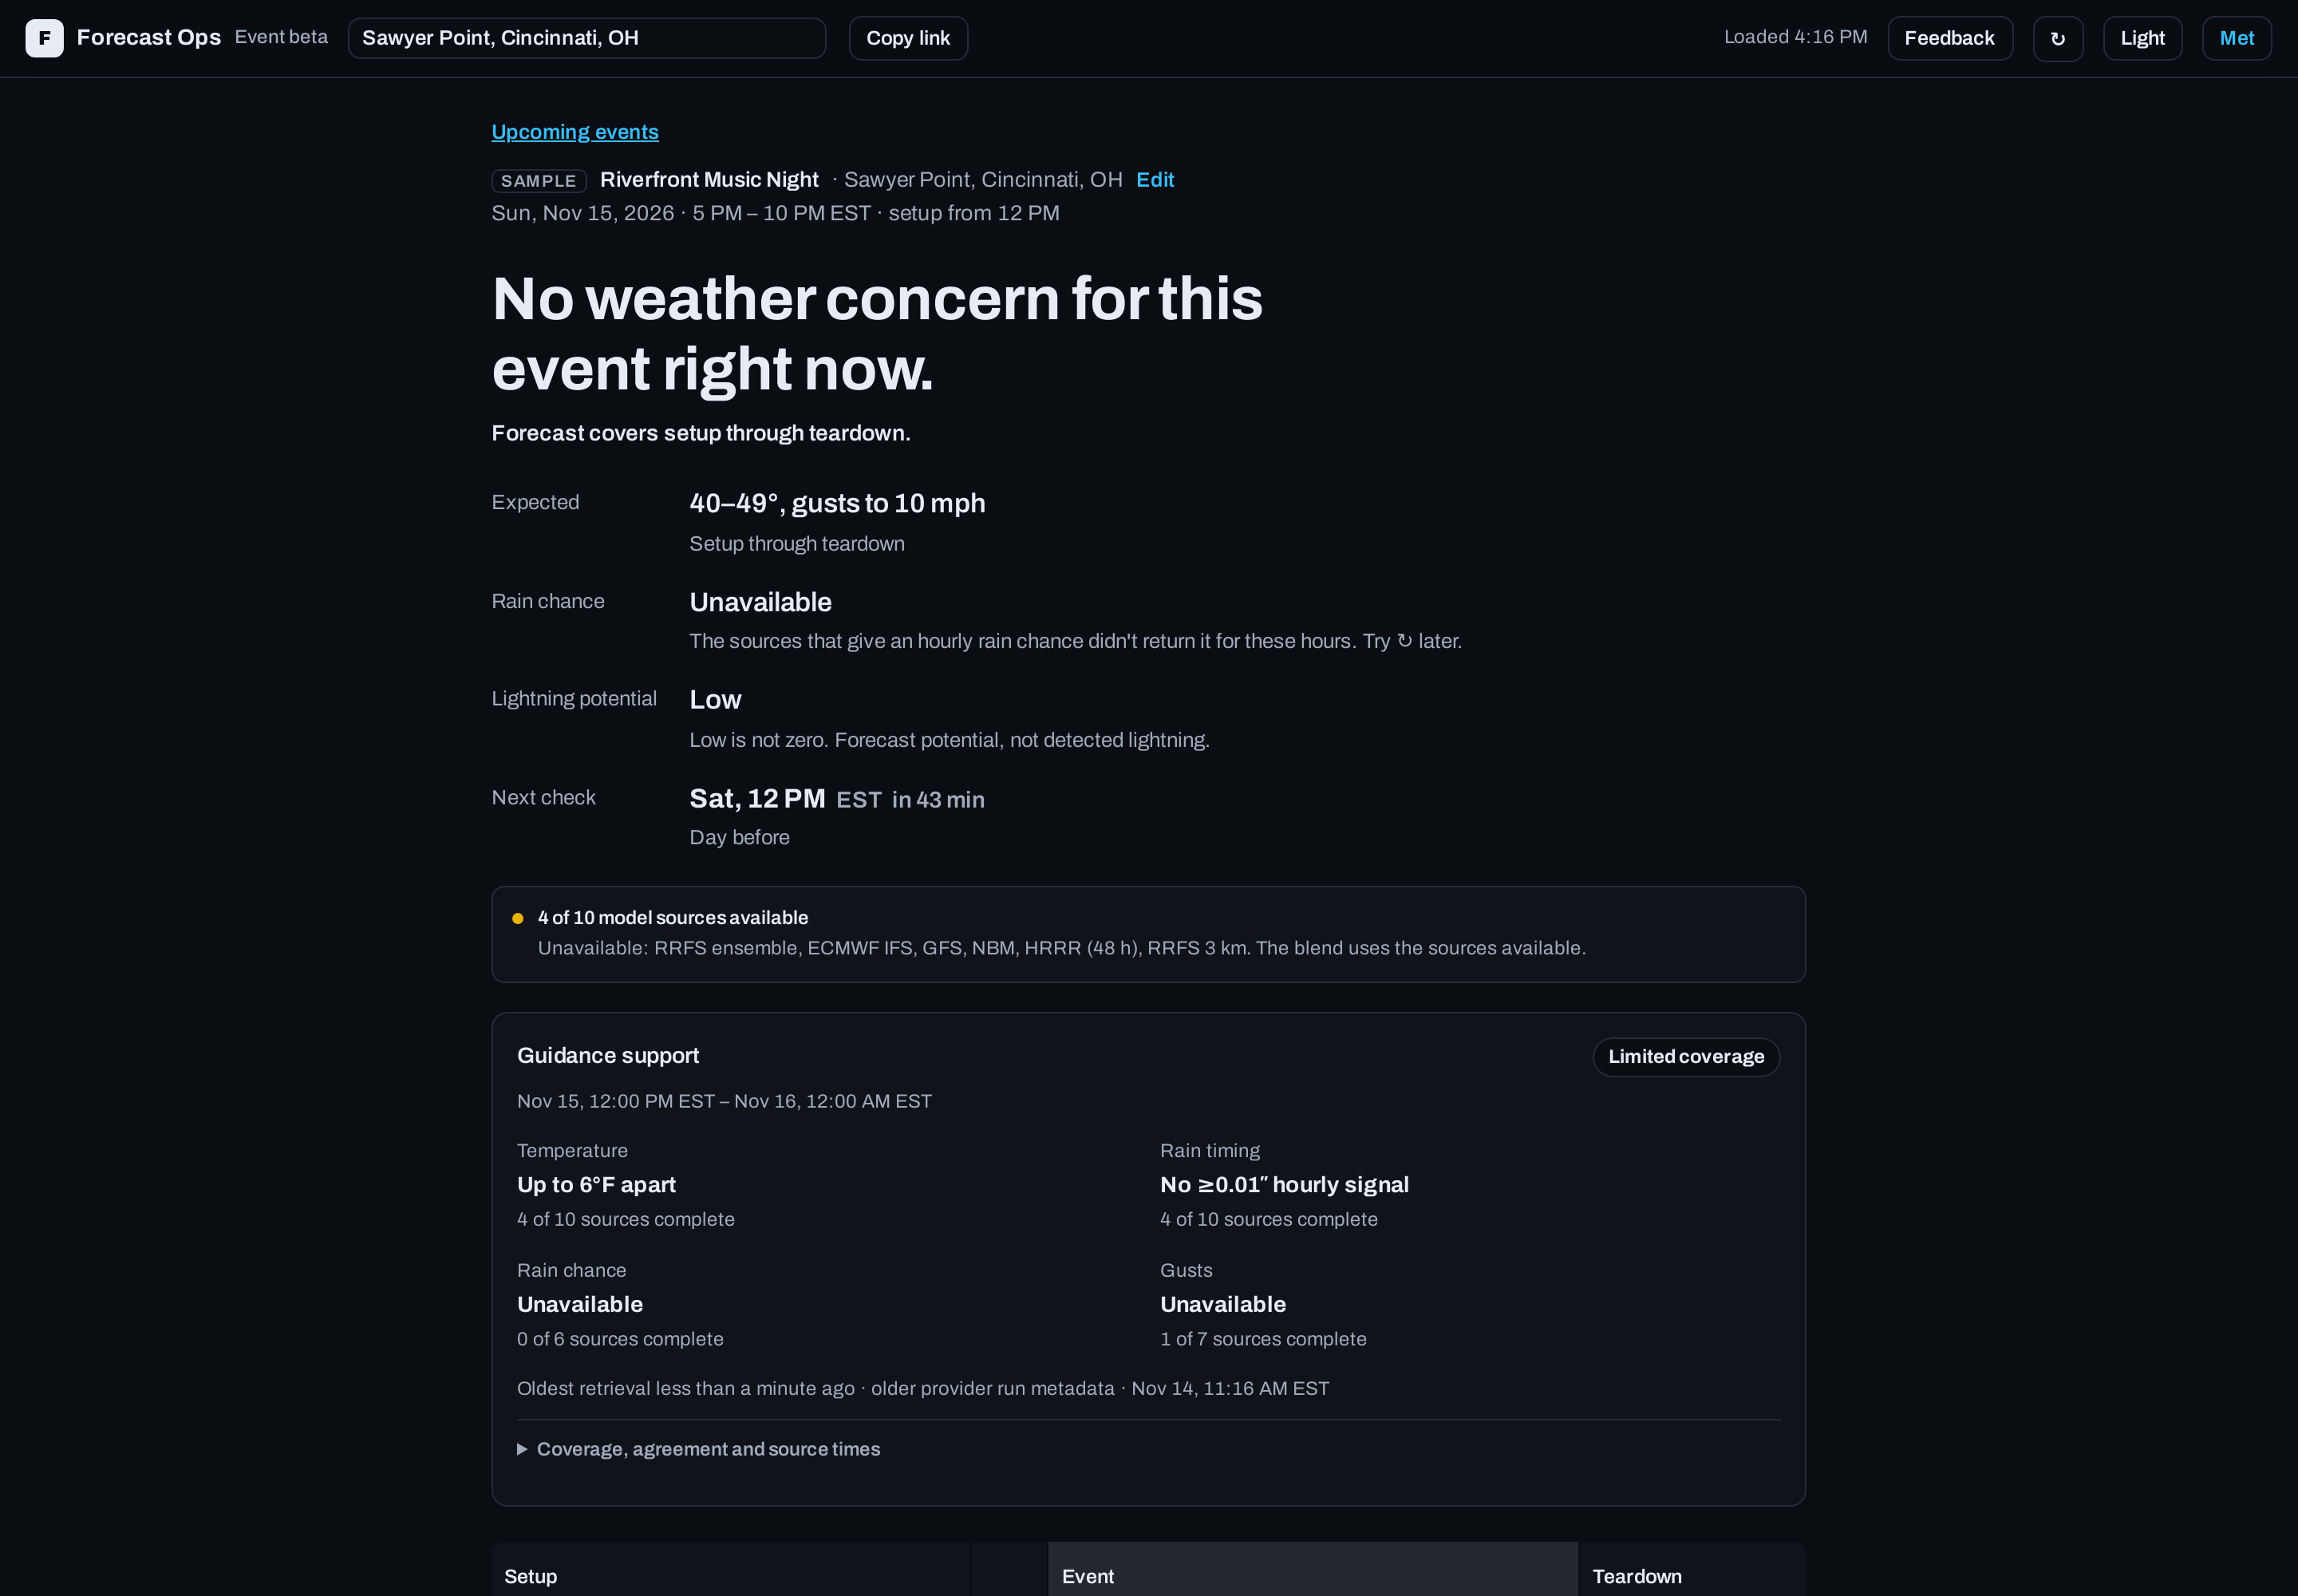 F Forecast Ops Event beta Sawyer Point, Cincinnati, OH Copy link Loaded 4:16 PM Feedback ↻ Light Met
Upcoming events
SAMPLE Riverfront Music Night · Sawyer Point, Cincinnati, OH Edit
Sun, Nov 15, 2026 · 5 PM – 10 PM EST · setup from 12 PM
No weather concern for this
event right now.
Forecast covers setup through teardown.
Expected 40–49°, gusts to 10 mph
Setup through teardown
Rain chance Unavailable
The sources that give an hourly rain chance didn't return it for these hours. Try ↻ later.
Lightning potential Low
Low is not zero. Forecast potential, not detected lightning.
Next check Sat, 12 PM EST in 43 min
Day before
4 of 10 model sources available
Unavailable: RRFS ensemble, ECMWF IFS, GFS, NBM, HRRR (48 h), RRFS 3 km. The blend uses the sources available.
Guidance support Limited coverage
Nov 15, 12:00 PM EST – Nov 16, 12:00 AM EST
Temperature Rain timing
Up to 6°F apart No ≥0.01″ hourly signal
4 of 10 sources complete 4 of 10 sources complete
Rain chance Gusts
Unavailable Unavailable
0 of 6 sources complete 1 of 7 sources complete
Oldest retrieval less than a minute ago · older provider run metadata · Nov 14, 11:16 AM EST
▶ Coverage, agreement and source times
Setup Event Teardown